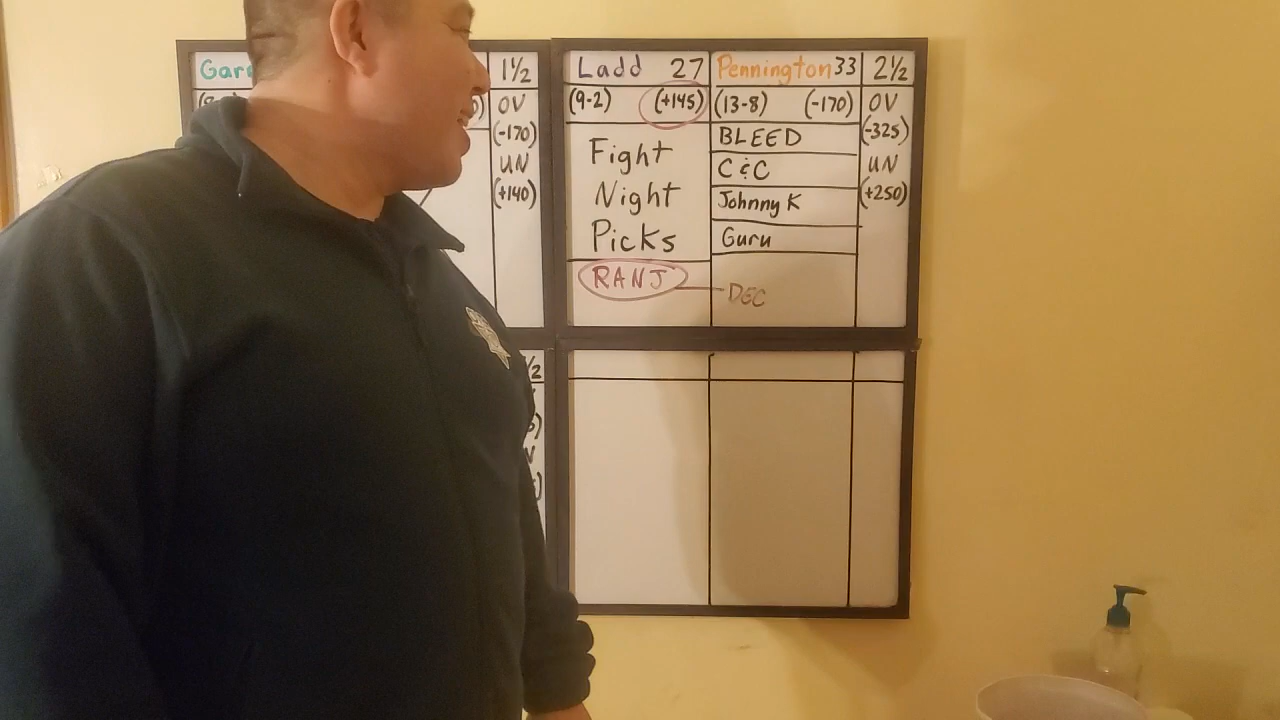 Gar
1½
OV
(-170)
UN
(+140)
Ladd 27
Pennington 33
2½
(9-2) (+145)
(13-8) (-170)
OV
(-325)
UN
(+250)
Fight
Night
Picks
RANJ
BLEED
C&C
Johnny K
Guru
DEC